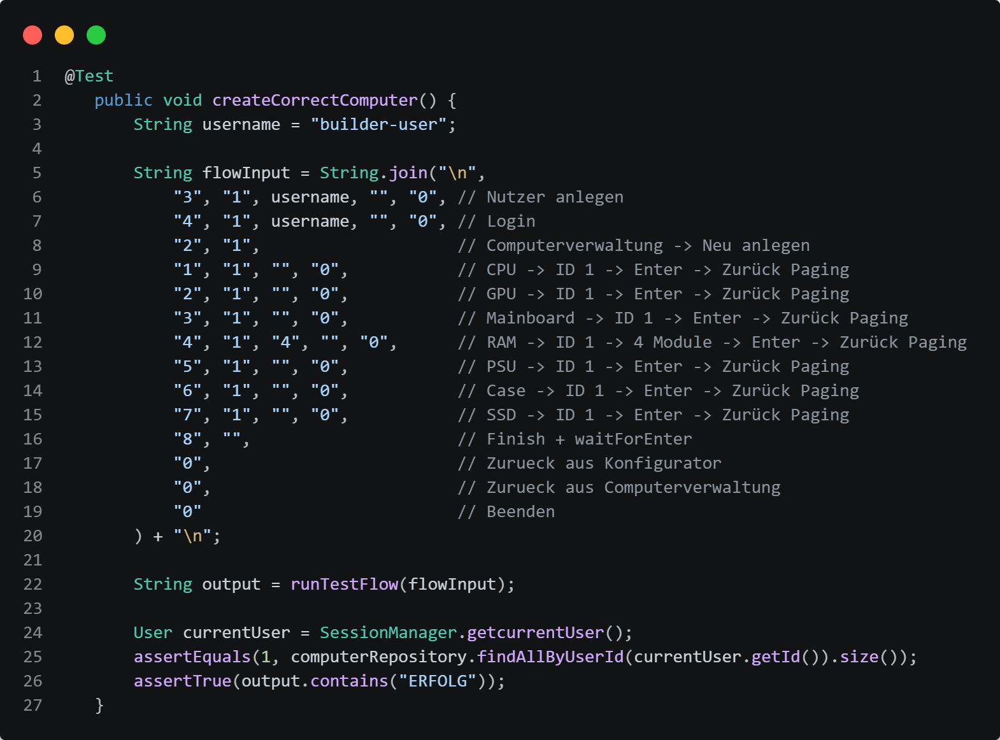 1 @Test
2    public void createCorrectComputer() {
3        String username = "builder-user";
4
5        String flowInput = String.join("\n",
6            "3", "1", username, "", "0", // Nutzer anlegen
7            "4", "1", username, "", "0", // Login
8            "2", "1",                    // Computerverwaltung -> Neu anlegen
9            "1", "1", "", "0",           // CPU -> ID 1 -> Enter -> Zurück Paging
10            "2", "1", "", "0",           // GPU -> ID 1 -> Enter -> Zurück Paging
11            "3", "1", "", "0",           // Mainboard -> ID 1 -> Enter -> Zurück Paging
12            "4", "1", "4", "", "0",      // RAM -> ID 1 -> 4 Module -> Enter -> Zurück Paging
13            "5", "1", "", "0",           // PSU -> ID 1 -> Enter -> Zurück Paging
14            "6", "1", "", "0",           // Case -> ID 1 -> Enter -> Zurück Paging
15            "7", "1", "", "0",           // SSD -> ID 1 -> Enter -> Zurück Paging
16            "8", "",                     // Finish + waitForEnter
17            "0",                         // Zurueck aus Konfigurator
18            "0",                         // Zurueck aus Computerverwaltung
19            "0"                          // Beenden
20        ) + "\n";
21
22        String output = runTestFlow(flowInput);
23
24        User currentUser = SessionManager.getcurrentUser();
25        assertEquals(1, computerRepository.findAllByUserId(currentUser.getId()).size());
26        assertTrue(output.contains("ERFOLG"));
27    }